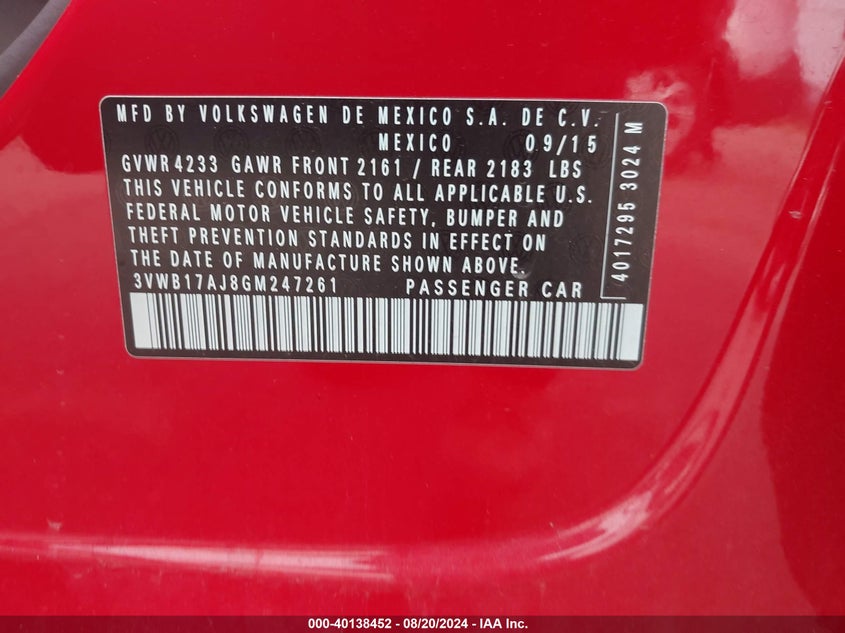 MFD BY VOLKSWAGEN DE MEXICO S.A. DE C.V.
MEXICO 09/15
GVWR 4233 GAWR FRONT 2161 / REAR 2183 LBS
THIS VEHICLE CONFORMS TO ALL APPLICABLE U.S.
FEDERAL MOTOR VEHICLE SAFETY, BUMPER AND
THEFT PREVENTION STANDARDS IN EFFECT ON
THE DATE OF MANUFACTURE SHOWN ABOVE.
3VWB17AJ8GM247261 PASSENGER CAR
4017295 3024 M
000-40138452 - 08/20/2024 - IAA Inc.